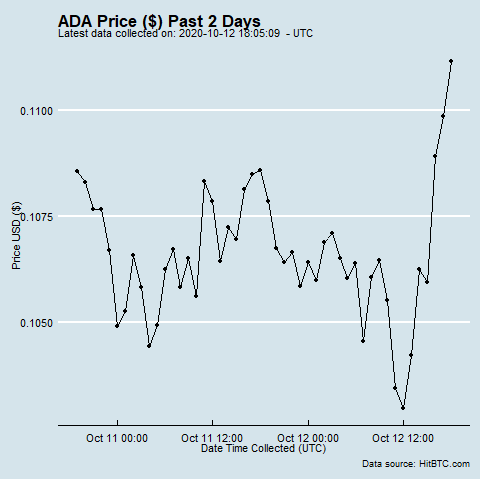 ADA Price ($) Past 2 Days
Latest data collected on: 2020-10-12 18:05:09 - UTC
0.1100
0.1075
0.1050
Price USD ($)
Oct 11 00:00
Oct 11 12:00
Oct 12 00:00
Oct 12 12:00
Date Time Collected (UTC)
Data source: HitBTC.com